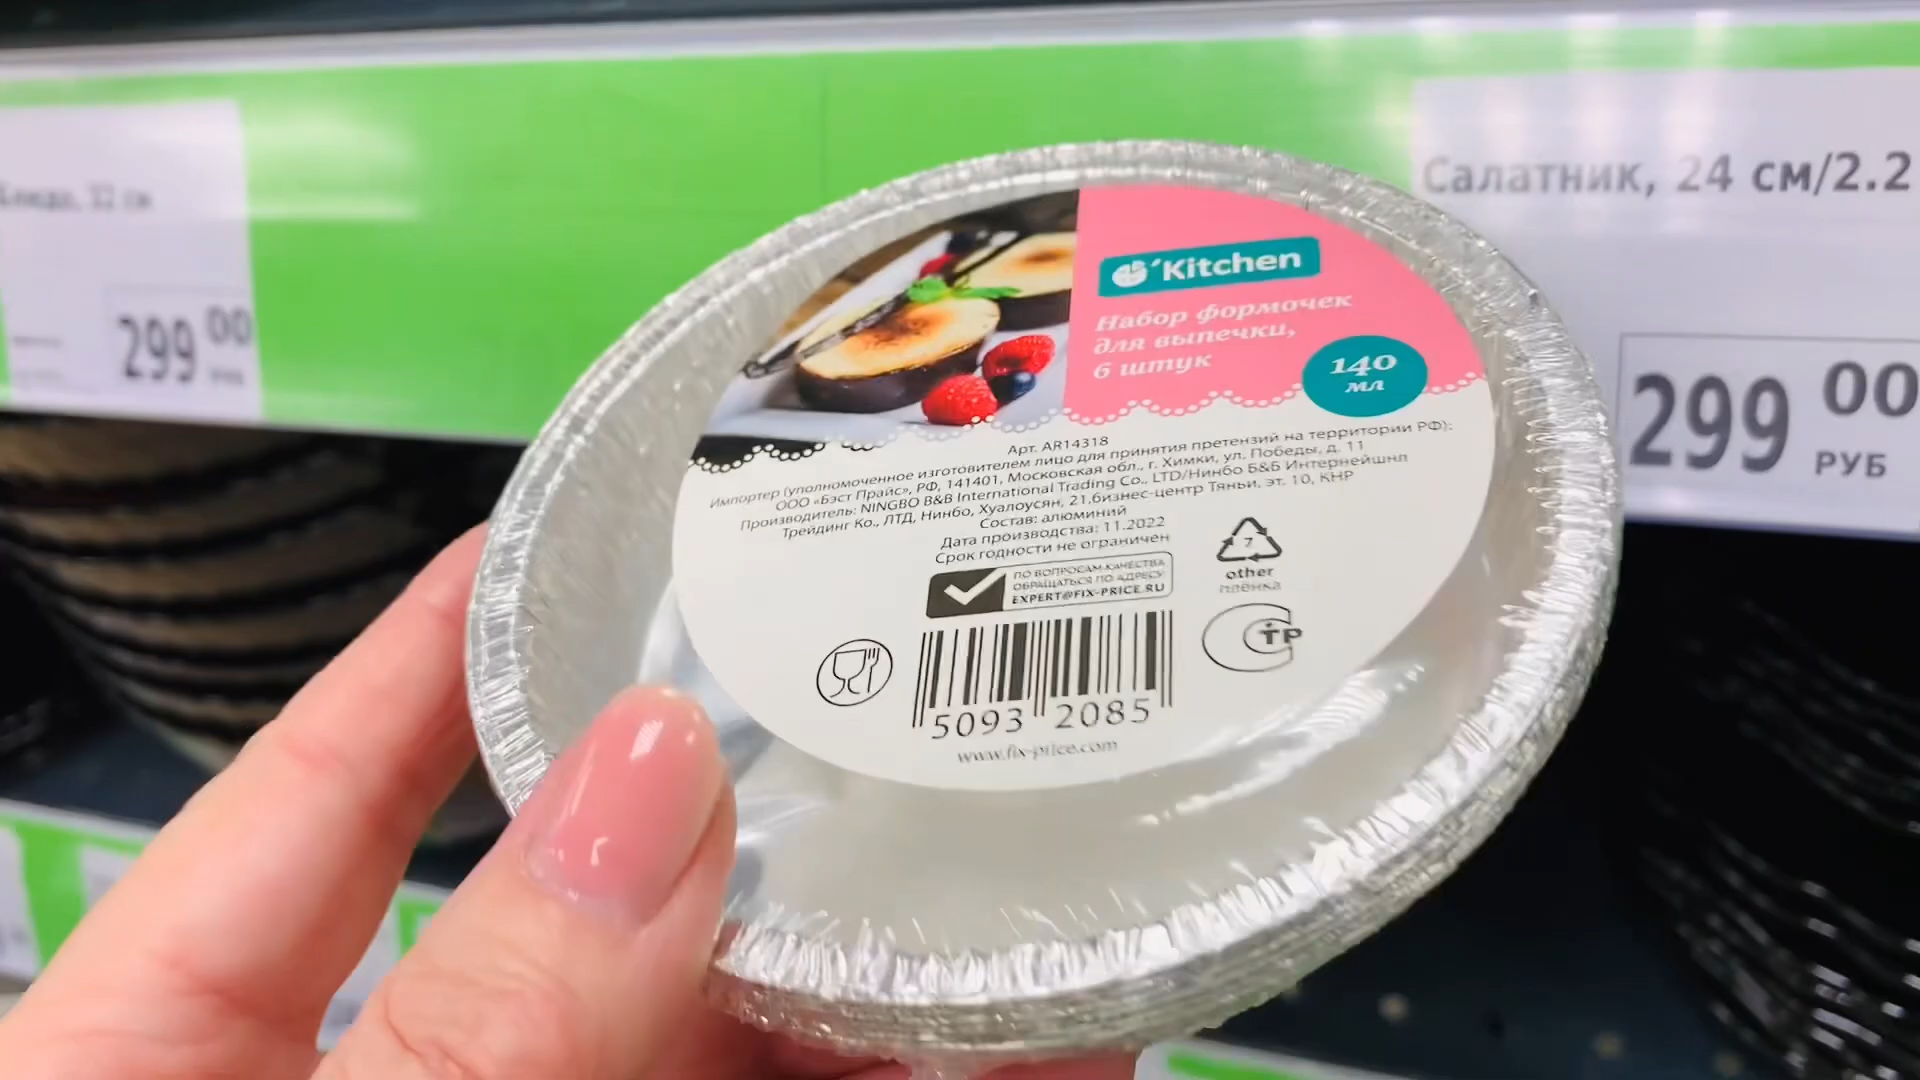 Блюдо, 32 см
299 00
Салатник, 24 см/2.2
299 00
РУБ
'Kitchen
Набор формочек
для выпечки,
6 штук
140
мл
Арт. AR14318
Импортер (уполномоченное изготовителем лицо для принятия претензий на территории РФ):
ООО «Бэст Прайс», РФ, 141401, Московская обл., г. Химки, ул. Победы, д. 11
Производитель: NINGBO B&B International Trading Co., LTD/Нинбо Б&Б Интернейшнл
Трейдинг Ко., ЛТД, Нинбо, Хуалоусян, 21,бизнес-центр Тяньи, эт. 10, КНР
Состав: алюминий
Дата производства: 11.2022
Срок годности не ограничен
ПО ВОПРОСАМ КАЧЕСТВА
ОБРАЩАТЬСЯ ПО АДРЕСУ:
EXPERT@FIX-PRICE.RU
7
other
плёнка
СТР
5093 2085
www.fix-price.com